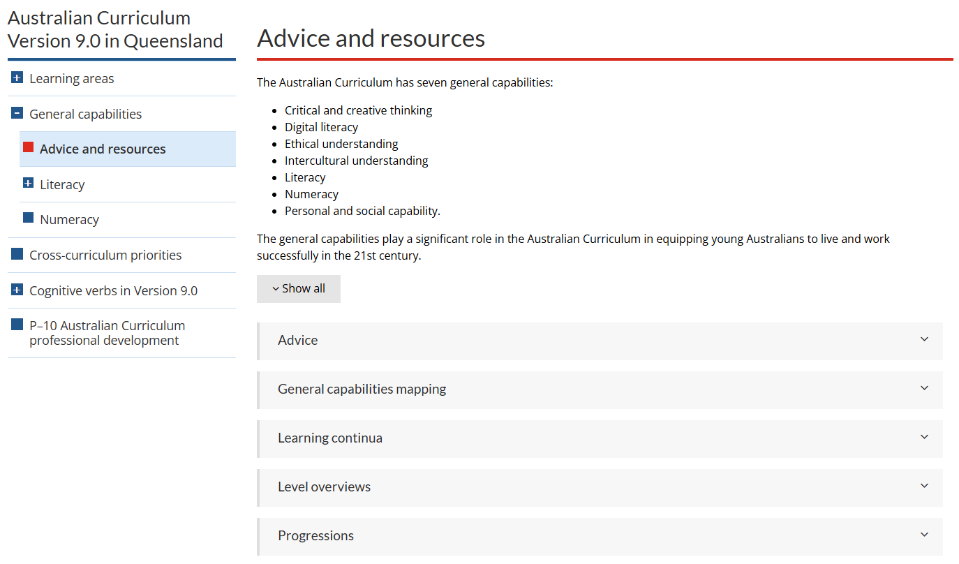 Australian Curriculum
Version 9.0 in Queensland
Learning areas
General capabilities
Advice and resources
Literacy
Numeracy
Cross-curriculum priorities
Cognitive verbs in Version 9.0
P–10 Australian Curriculum
professional development
Advice and resources
The Australian Curriculum has seven general capabilities:
Critical and creative thinking
Digital literacy
Ethical understanding
Intercultural understanding
Literacy
Numeracy
Personal and social capability.
The general capabilities play a significant role in the Australian Curriculum in equipping young Australians to live and work
successfully in the 21st century.
Show all
Advice
General capabilities mapping
Learning continua
Level overviews
Progressions